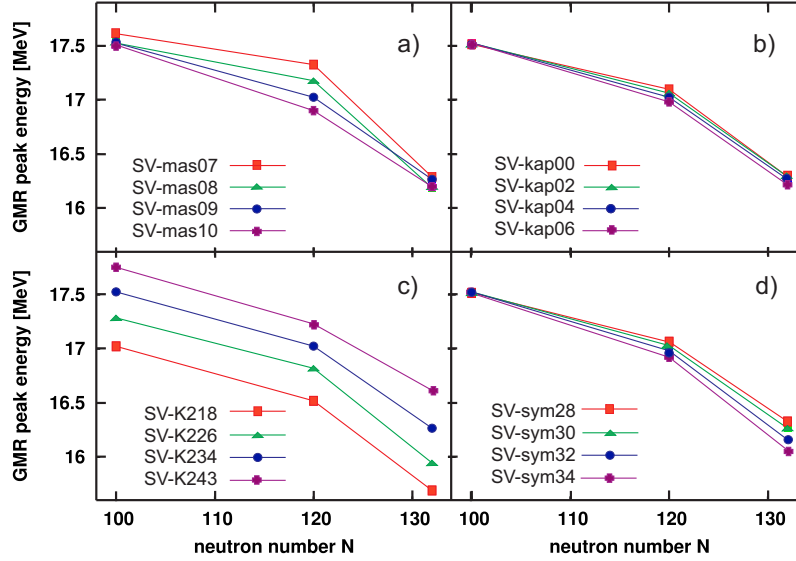 GMR peak energy [MeV]
17.5
17
16.5
16
a)
SV-mas07
SV-mas08
SV-mas09
SV-mas10
b)
SV-kap00
SV-kap02
SV-kap04
SV-kap06
GMR peak energy [MeV]
17.5
17
16.5
16
c)
SV-K218
SV-K226
SV-K234
SV-K243
d)
SV-sym28
SV-sym30
SV-sym32
SV-sym34
100 110 120 130
100 110 120 130
neutron number N
neutron number N